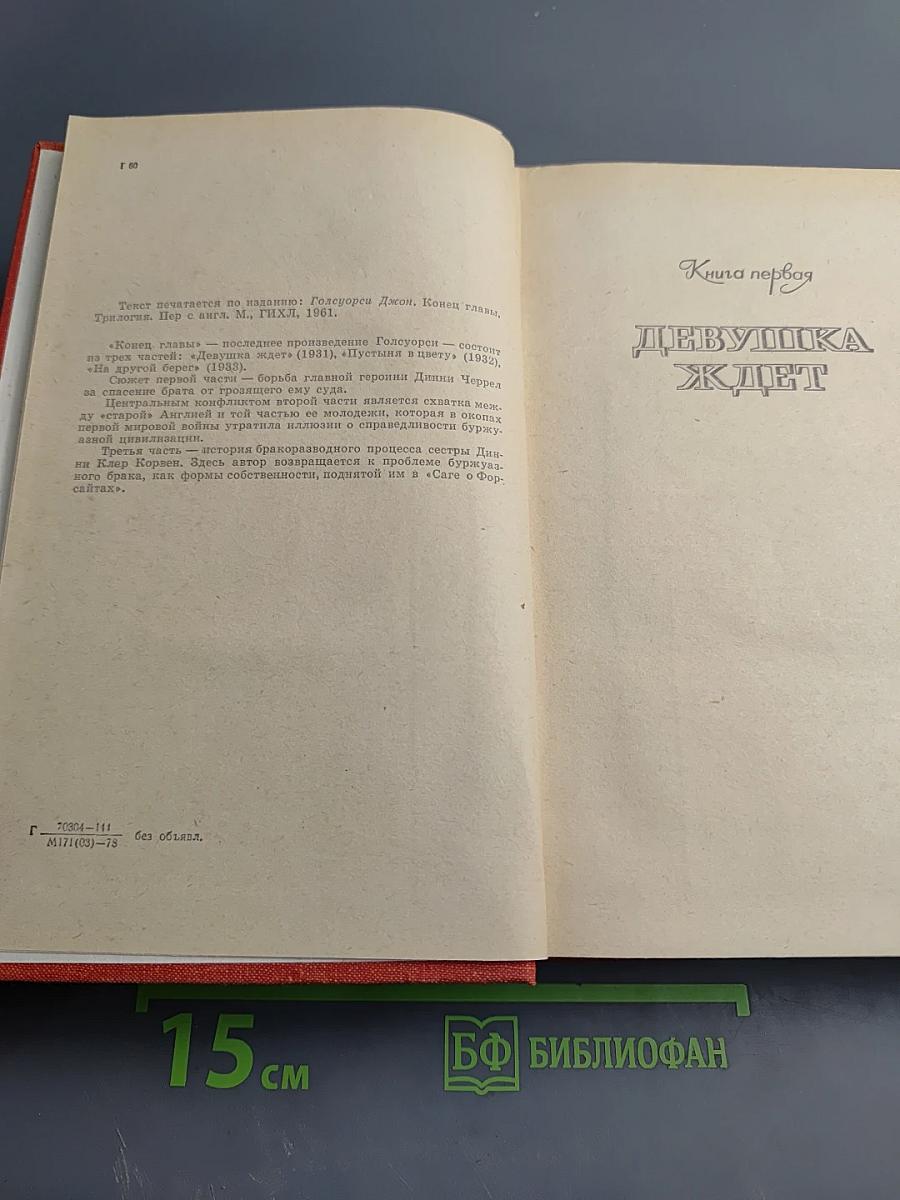 Г 60
Текст печатается по изданию: Голсуорси Джон. Конец главы.
Трилогия. Пер с англ. М., ГИХЛ, 1961.
«Конец главы» — последнее произведение Голсуорси — состоит
из трех частей: «Девушка ждет» (1931), «Пустыня в цвету» (1932),
«На другой берег» (1933).
Сюжет первой части — борьба главной героини Динни Черрел
за спасение брата от грозящего ему суда.
Центральным конфликтом второй части является схватка меж-
ду «старой» Англией и той частью ее молодежи, которая в окопах
первой мировой войны утратила иллюзии о справедливости буржу-
азной цивилизации.
Третья часть — история бракоразводного процесса сестры Дин-
ни Клер Корвен. Здесь автор возвращается к проблеме буржуаз-
ного брака, как формы собственности, поднятой им в «Саге о Фор-
сайтах».
Г 70304—111
М171(03)—78 без объявл.
Книга первая
ДЕВУШКА
ЖДЕТ
15 см
БФ БИБЛИОФАН